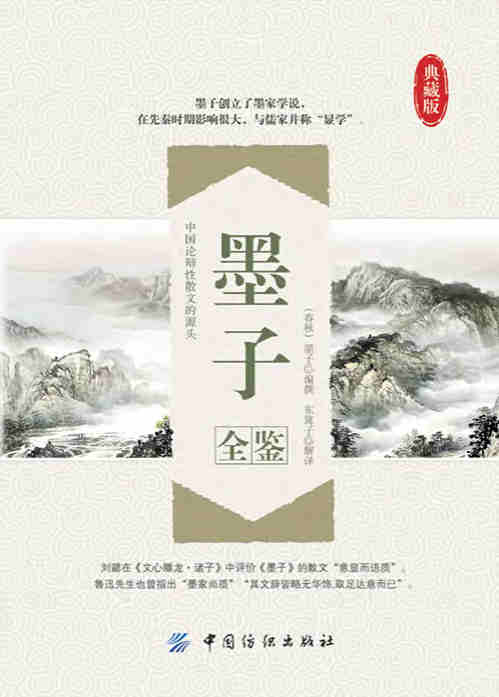 典藏版
墨子创立了墨家学说,
在先秦时期影响很大，与儒家并称“显学”.
中国论辩性散文的源头
墨子
(春秋)墨子◎编撰 东篱子◎解译
全鉴
刘勰在《文心雕龙·诸子》中评价《墨子》的散文“意显而语质”。
鲁迅先生也曾指出“墨家尚质”“其文辞皆略无华饰,取足达意而已”。
中国纺织出版社